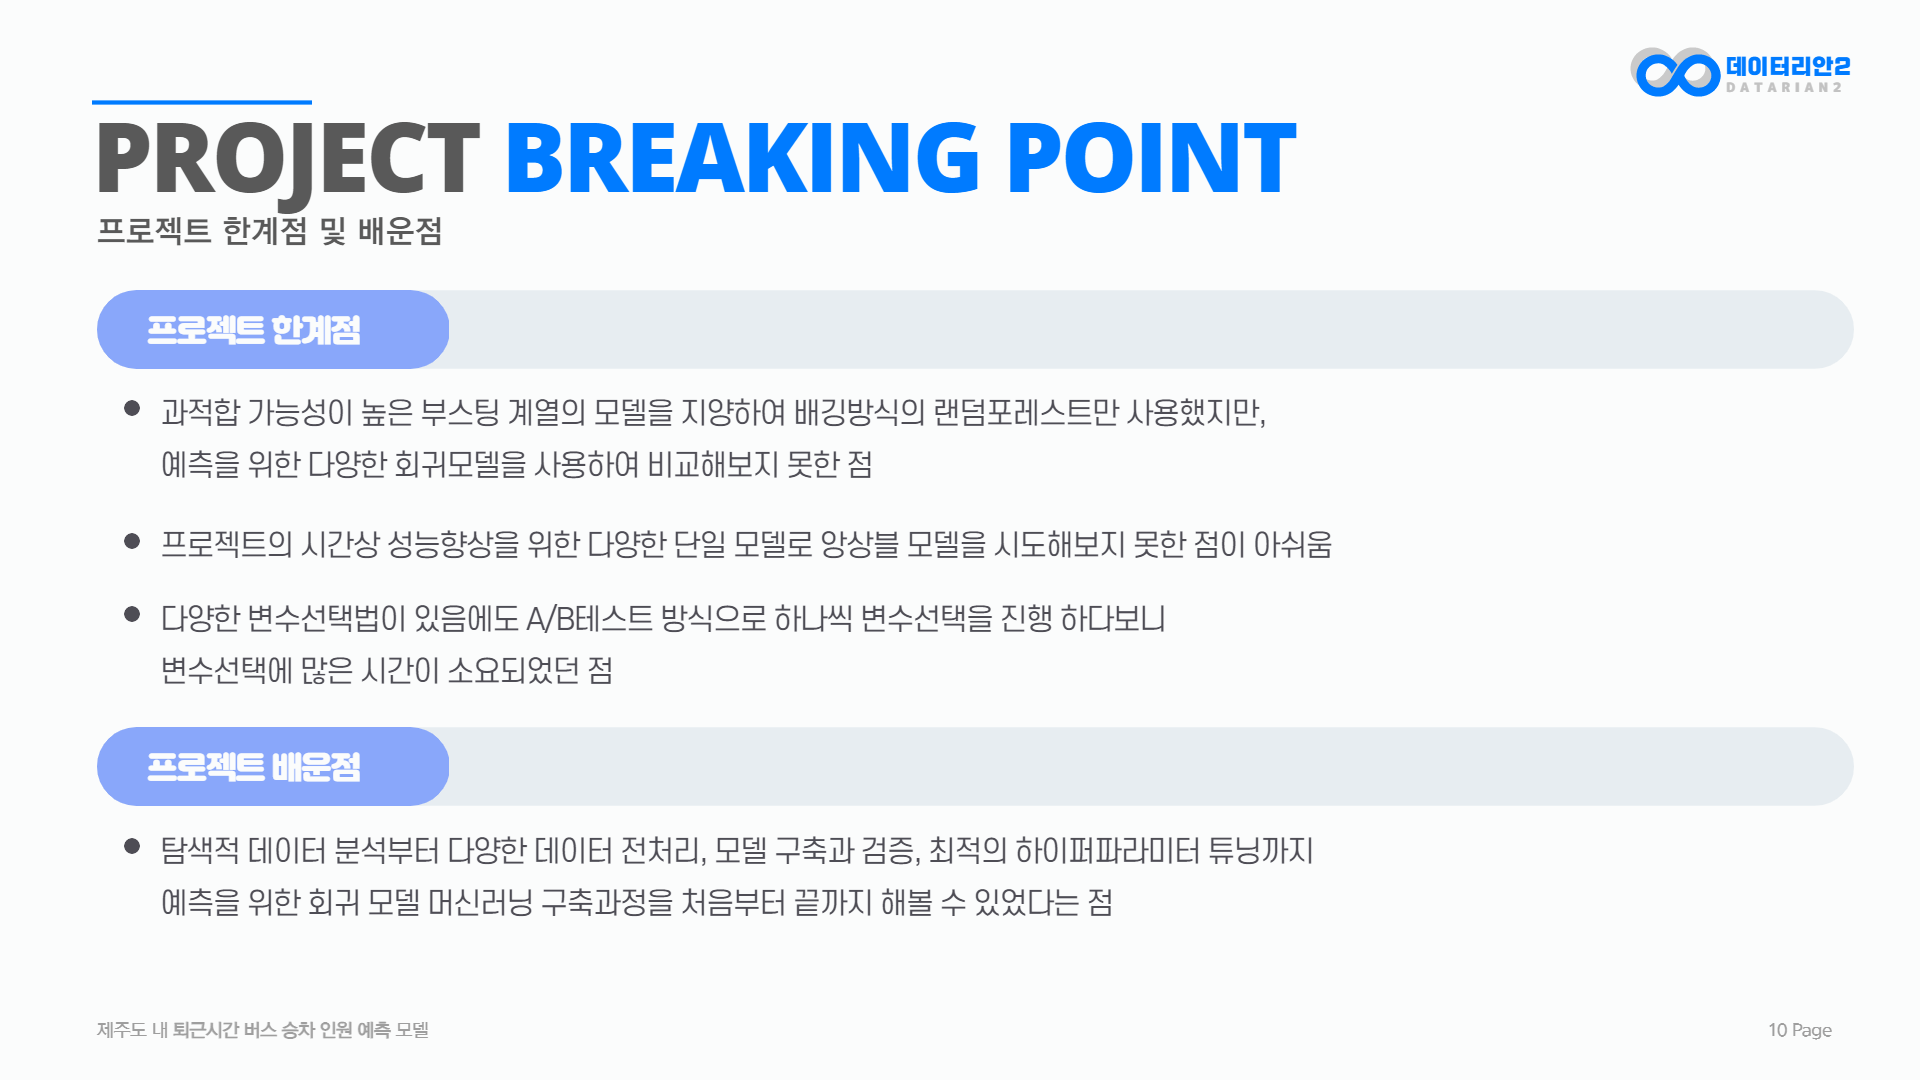 데이터리안2
DATARIAN2
PROJECT BREAKING POINT
프로젝트 한계점 및 배운점
프로젝트 한계점
과적합 가능성이 높은 부스팅 계열의 모델을 지양하여 배깅방식의 랜덤포레스트만 사용했지만,
예측을 위한 다양한 회귀모델을 사용하여 비교해보지 못한 점
프로젝트의 시간상 성능향상을 위한 다양한 단일 모델로 앙상블 모델을 시도해보지 못한 점이 아쉬움
다양한 변수선택법이 있음에도 A/B테스트 방식으로 하나씩 변수선택을 진행 하다보니
변수선택에 많은 시간이 소요되었던 점
프로젝트 배운점
탐색적 데이터 분석부터 다양한 데이터 전처리, 모델 구축과 검증, 최적의 하이퍼파라미터 튜닝까지
예측을 위한 회귀 모델 머신러닝 구축과정을 처음부터 끝까지 해볼 수 있었다는 점
제주도 내 퇴근시간 버스 승차 인원 예측 모델
10 Page